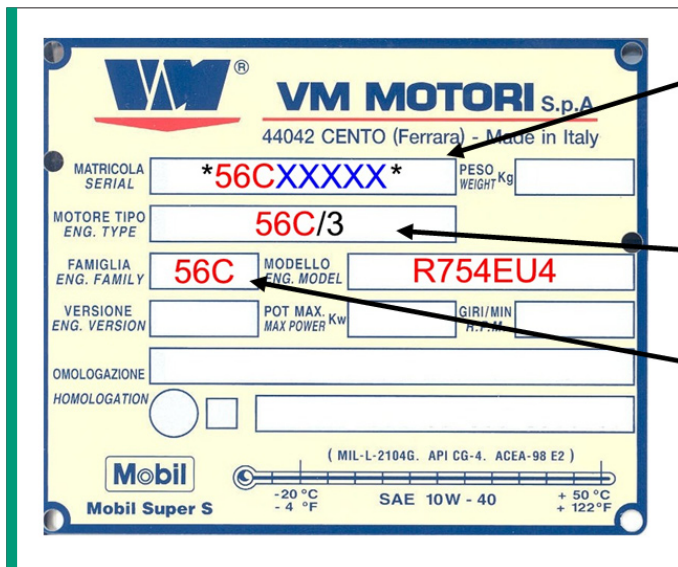 VM ®
VM MOTORI S.p.A
44042 CENTO (Ferrara) - Made in Italy
MATRICOLA SERIAL *56CXXXXX* PESO WEIGHT Kg
MOTORE TIPO ENG. TYPE 56C/3
FAMIGLIA ENG. FAMILY 56C MODELLO ENG. MODEL R754EU4
VERSIONE ENG. VERSION POT MAX. MAX POWER Kw GIRI/MIN R.P.M
OMOLOGAZIONE
HOMOLOGATION
( MIL-L-2104G. API CG-4. ACEA-98 E2 )
Mobil
Mobil Super S
-20 °C
- 4 °F
SAE 10W - 40
+ 50 °C
+ 122°F